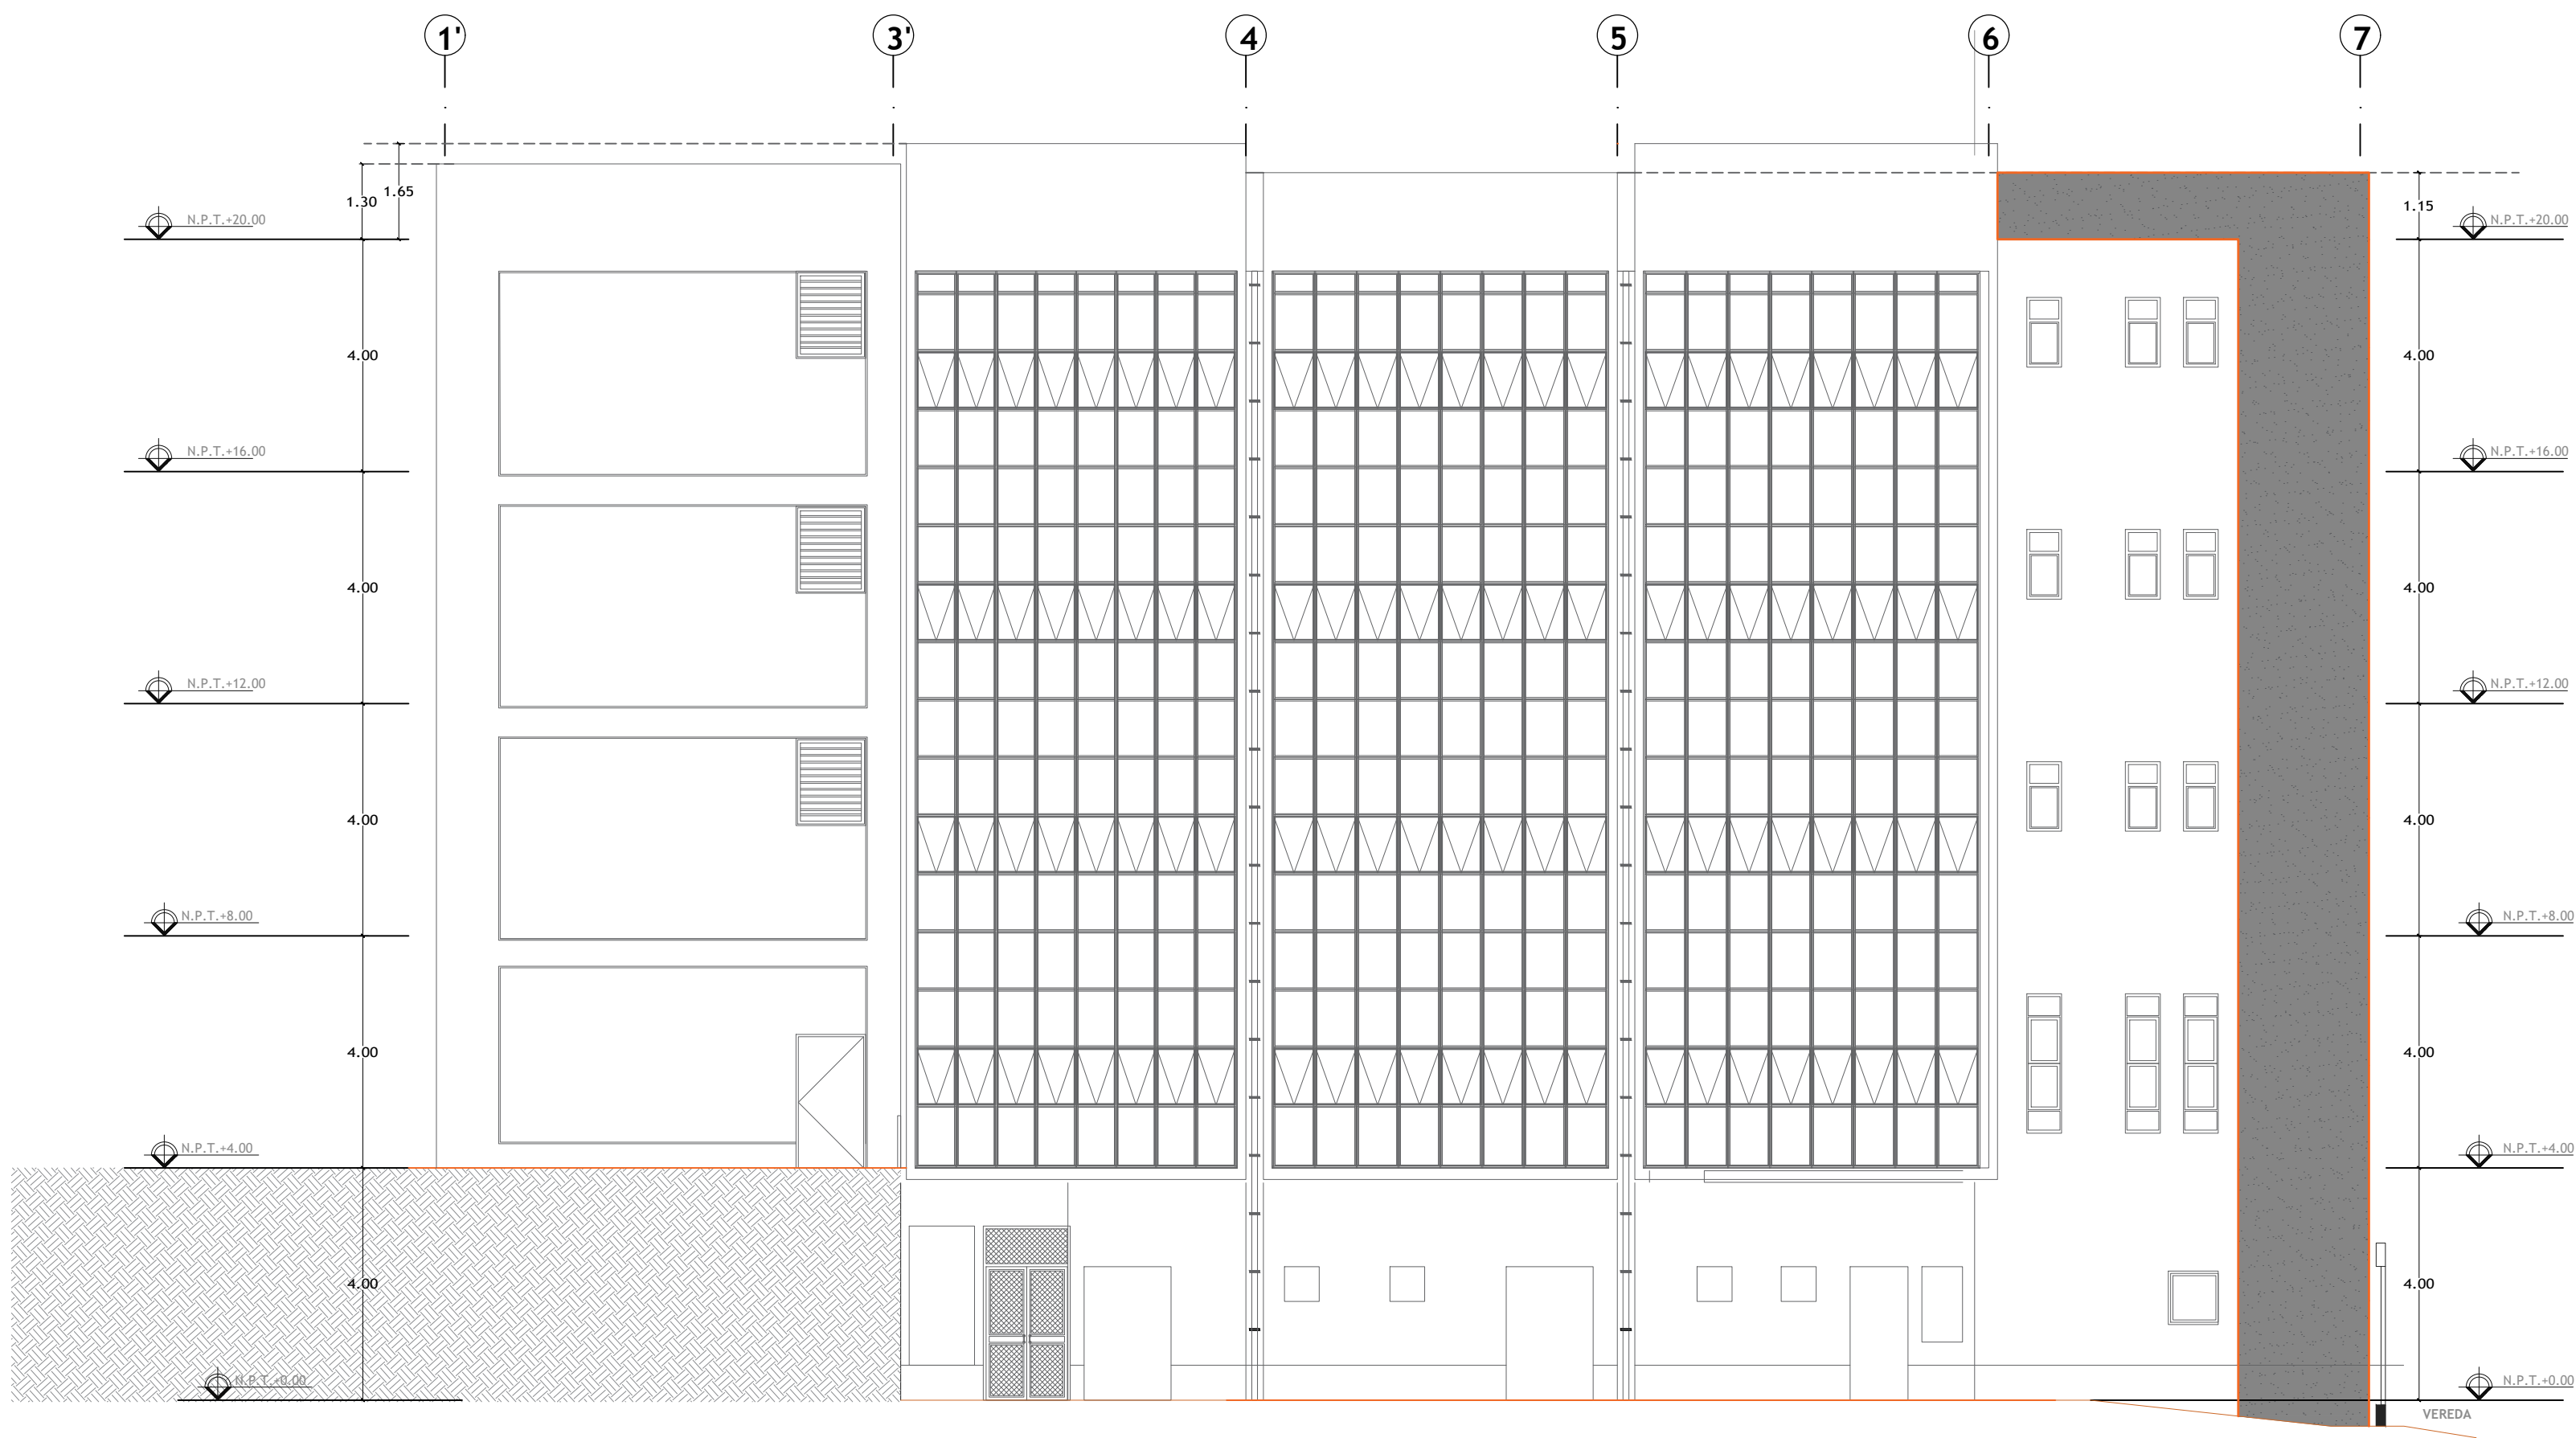 1' 3' 4 5 6 7
1.65
1.30 1.15
N.P.T.+20.00 N.P.T.+20.00
4.00 4.00
N.P.T.+16.00 N.P.T.+16.00
4.00 4.00
N.P.T.+12.00 N.P.T.+12.00
4.00 4.00
N.P.T.+8.00 N.P.T.+8.00
4.00 4.00
N.P.T.+4.00 N.P.T.+4.00
4.00 4.00
N.P.T.+0.00 N.P.T.+0.00
VEREDA